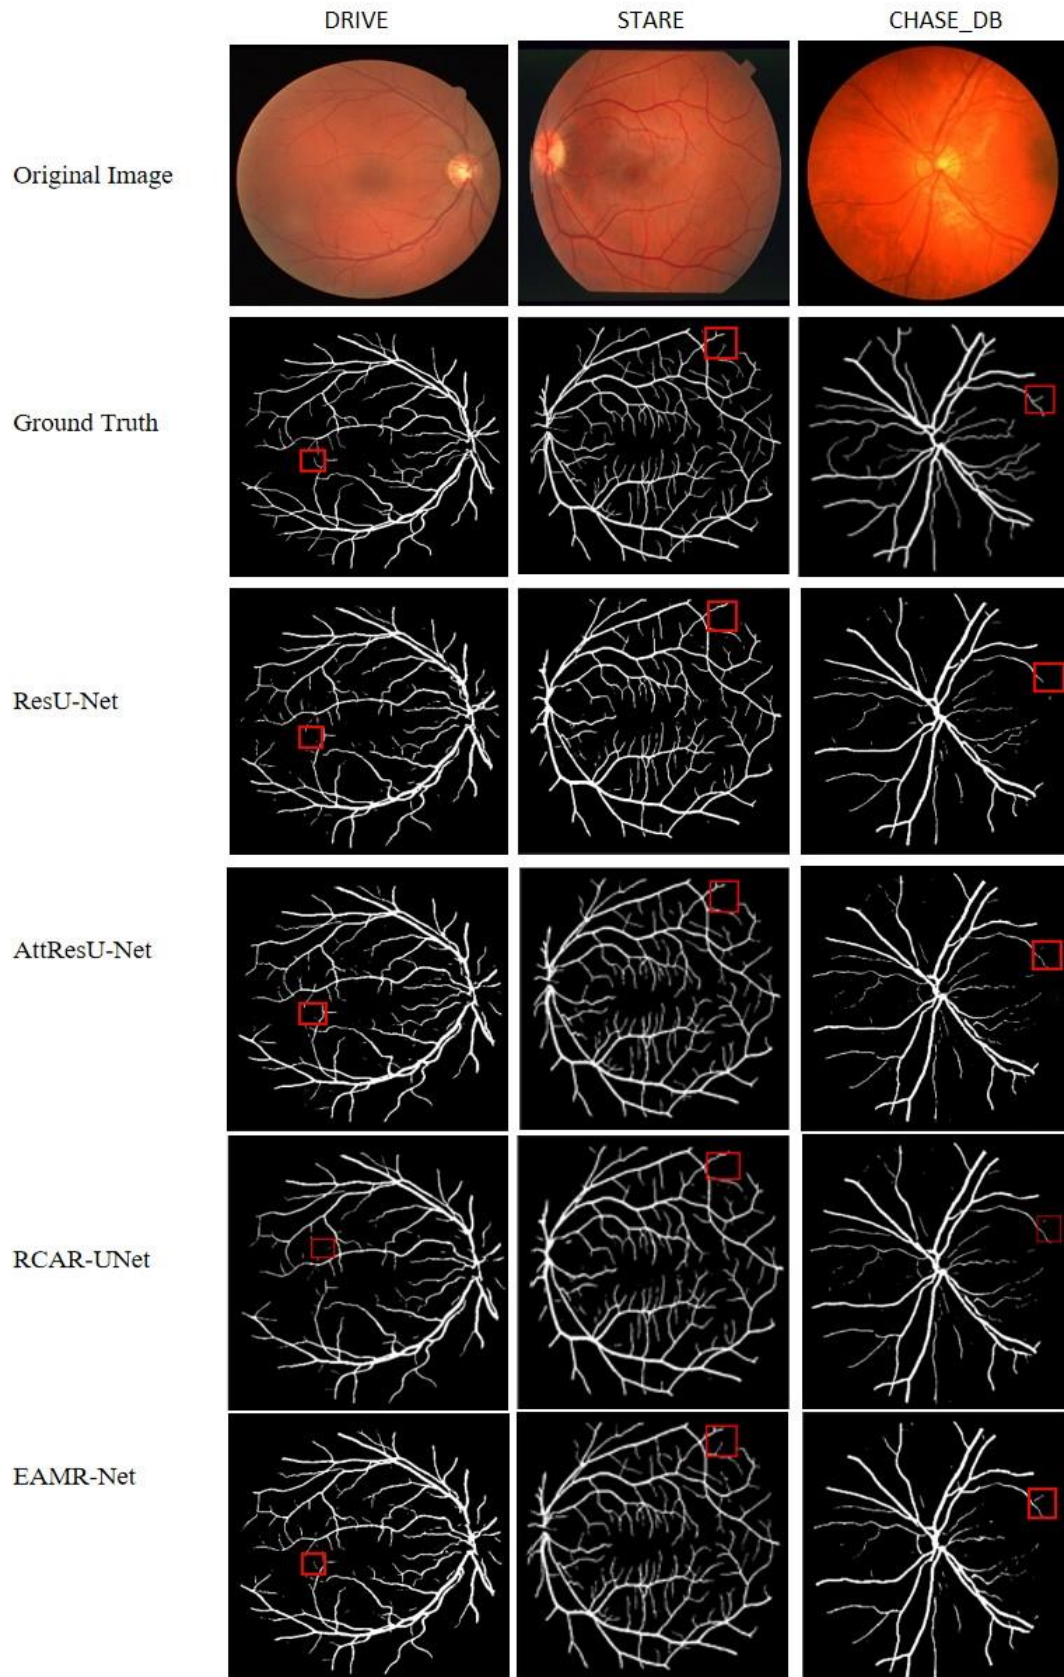 DRIVE STARE CHASE_DB
Original Image
Ground Truth
ResU-Net
AttResU-Net
RCAR-UNet
EAMR-Net